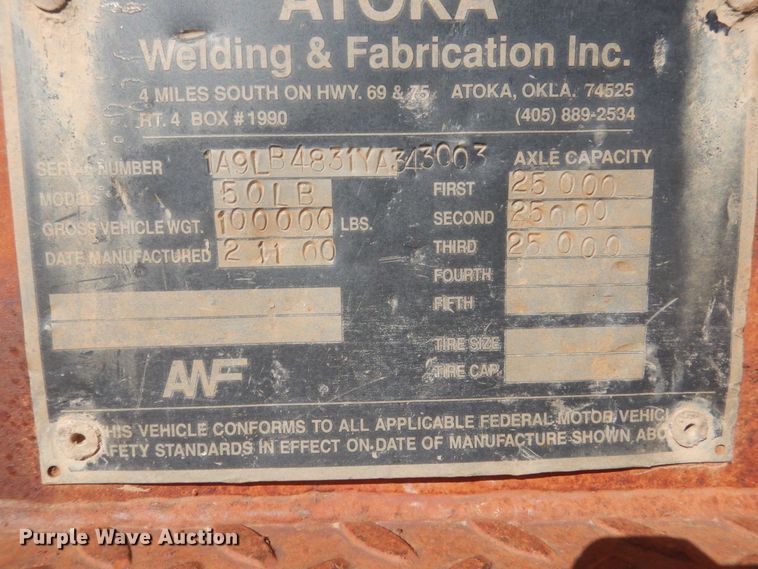 ATOKA
Welding & Fabrication Inc.
4 MILES SOUTH ON HWY. 69 & 75 ATOKA, OKLA. 74525
RT. 4 BOX # 1990 (405) 889-2534
SERIAL NUMBER 1A9LB4831YA343003
AXLE CAPACITY
MODEL 50LB
FIRST 25000
GROSS VEHICLE WGT. 100000 LBS.
SECOND 25000
DATE MANUFACTURED 2 11 00
THIRD 25000
FOURTH
FIFTH
TIRE SIZE
TIRE CAP.
AWF
THIS VEHICLE CONFORMS TO ALL APPLICABLE FEDERAL MOTOR VEHICL
SAFETY STANDARDS IN EFFECT ON DATE OF MANUFACTURE SHOWN ABO
Purple Wave Auction